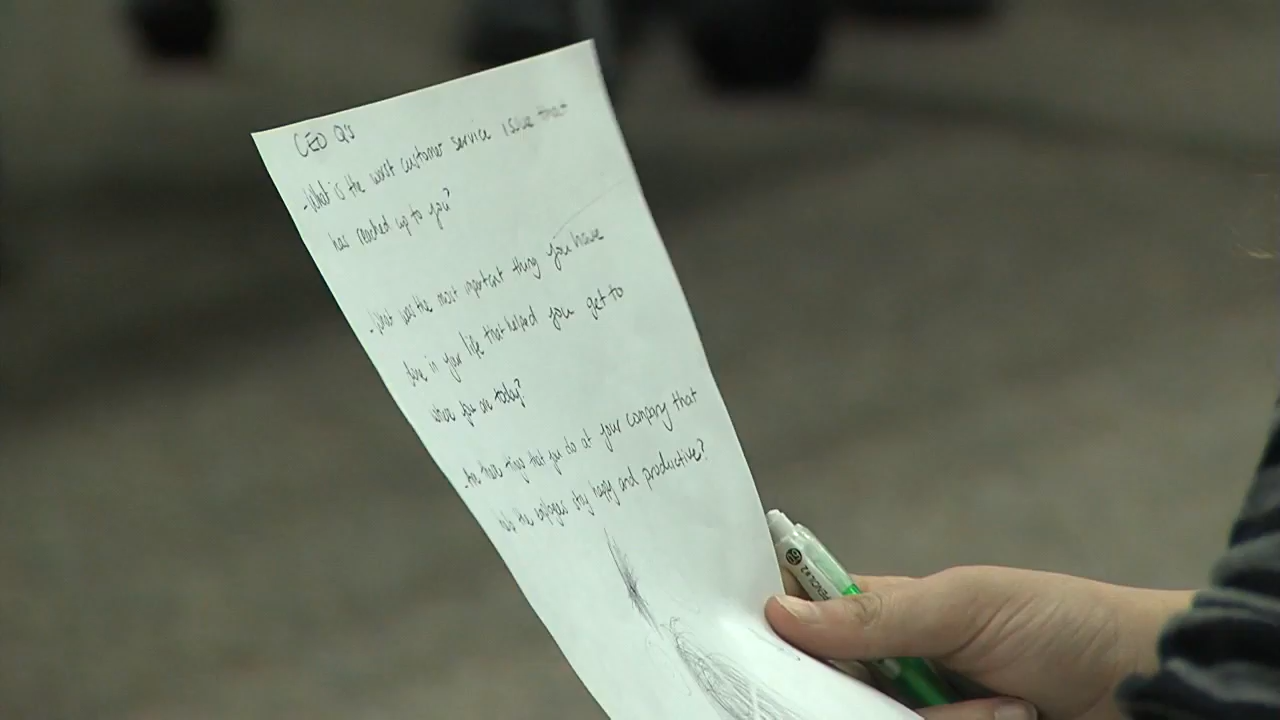 CEO Q's
-What is the worst customer service issue that
has reached up to you?
-What was the most important thing you have
done in your life that helped you get to
where you are today?
-Are there things that you do at your company that
help the employees stay happy and productive?
PENCIL #2